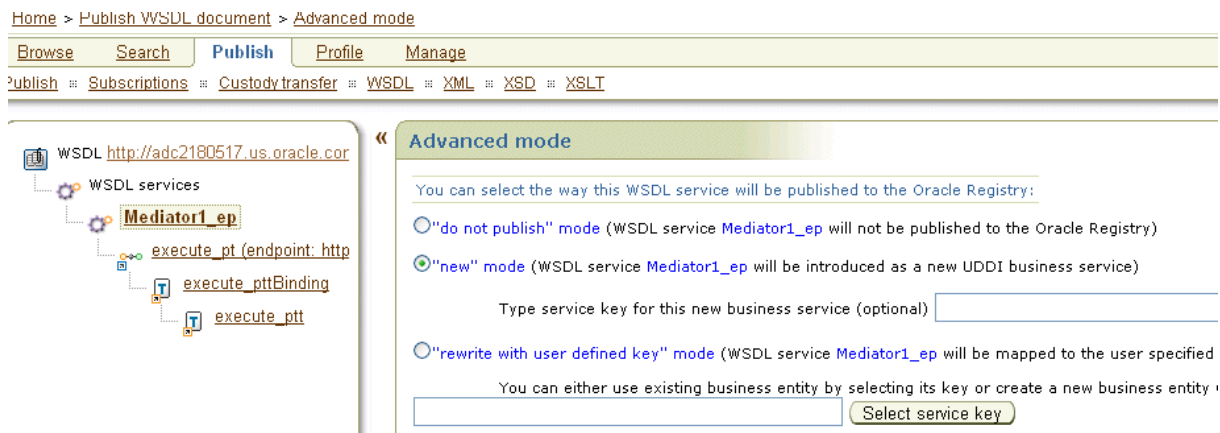 Home > Publish WSDL document > Advanced mode
Browse Search Publish Profile Manage
Publish Subscriptions Custody transfer WSDL XML XSD XSLT
WSDL http://adc2180517.us.oracle.cor
WSDL services
Mediator1_ep
execute_pt (endpoint: http
execute_pttBinding
execute_ptt
«
Advanced mode
You can select the way this WSDL service will be published to the Oracle Registry:
"do not publish" mode (WSDL service Mediator1_ep will not be published to the Oracle Registry)
"new" mode (WSDL service Mediator1_ep will be introduced as a new UDDI business service)
Type service key for this new business service (optional)
"rewrite with user defined key" mode (WSDL service Mediator1_ep will be mapped to the user specified
You can either use existing business entity by selecting its key or create a new business entity
Select service key